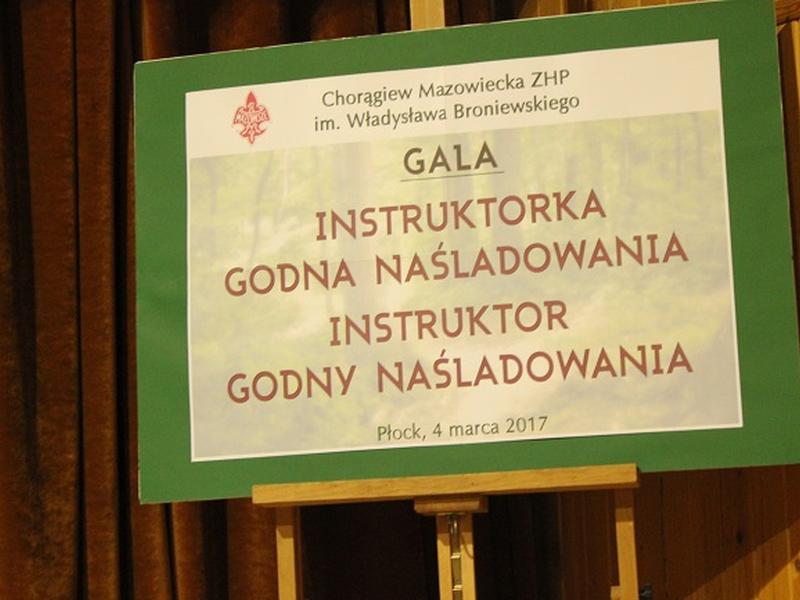 Chorągiew Mazowiecka ZHP
im. Władysława Broniewskiego
GALA
INSTRUKTORKA
GODNA NAŚLADOWANIA
INSTRUKTOR
GODNY NAŚLADOWANIA
Płock, 4 marca 2017